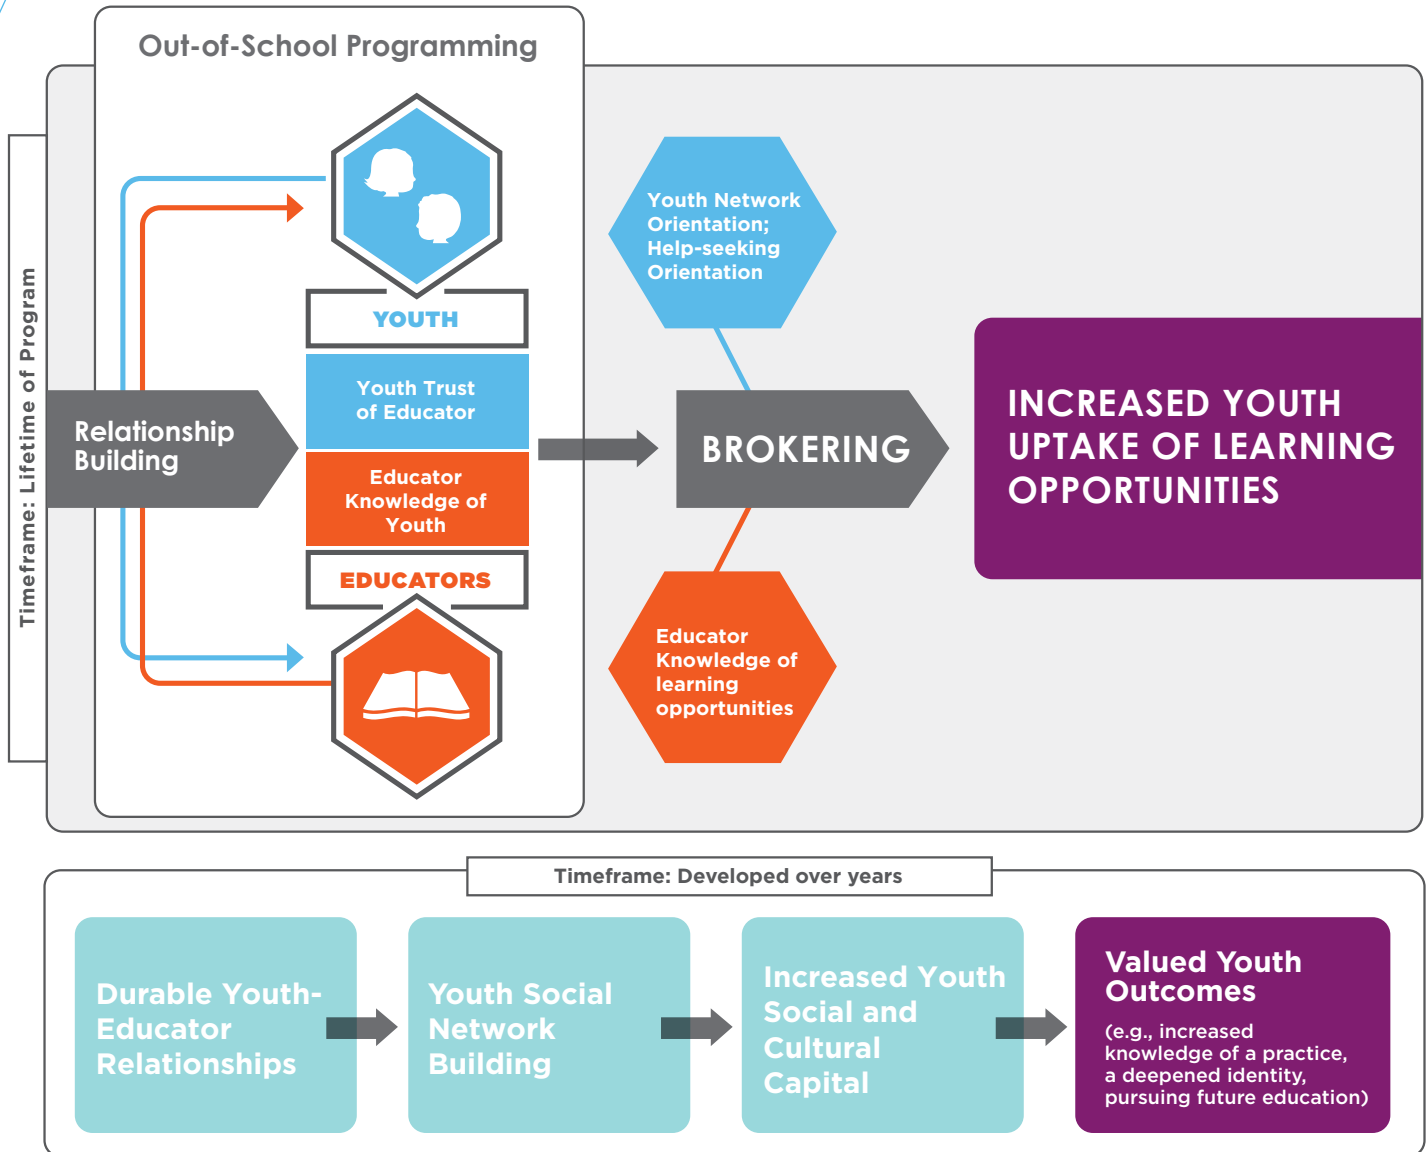 Out-of-School Programming
Timeframe: Lifetime of Program
Relationship
Building
YOUTH
Youth Trust
of Educator
Educator
Knowledge of
Youth
EDUCATORS
Youth Network
Orientation;
Help-seeking
Orientation
BROKERING
Educator
Knowledge of
learning
opportunities
INCREASED YOUTH
UPTAKE OF LEARNING
OPPORTUNITIES
Timeframe: Developed over years
Durable Youth-
Educator
Relationships
Youth Social
Network
Building
Increased Youth
Social and
Cultural
Capital
Valued Youth
Outcomes
(e.g., increased
knowledge of a practice,
a deepened identity,
pursuing future education)